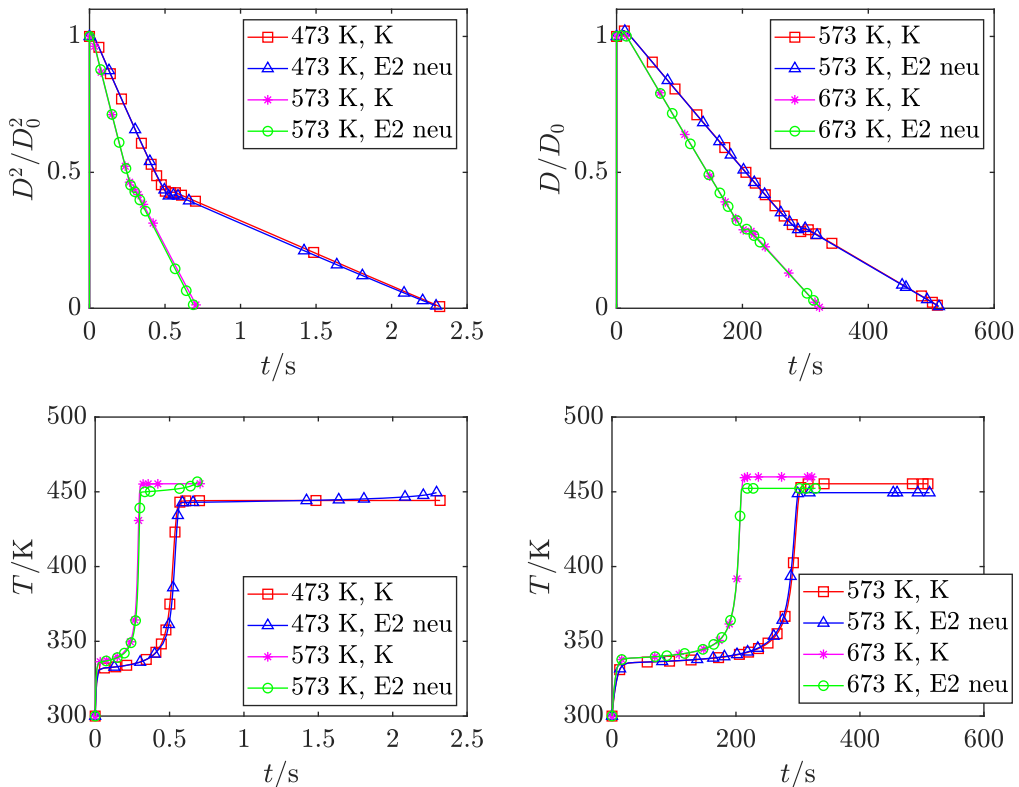 1
0.5
0
D²/D₀²
473 K, K
473 K, E2 neu
573 K, K
573 K, E2 neu
0 0.5 1 1.5 2 2.5
t/s
1
0.5
0
D/D₀
573 K, K
573 K, E2 neu
673 K, K
673 K, E2 neu
0 200 400 600
t/s
500
450
400
350
300
T/K
473 K, K
473 K, E2 neu
573 K, K
573 K, E2 neu
0 0.5 1 1.5 2 2.5
t/s
500
450
400
350
300
T/K
573 K, K
573 K, E2 neu
673 K, K
673 K, E2 neu
0 200 400 600
t/s